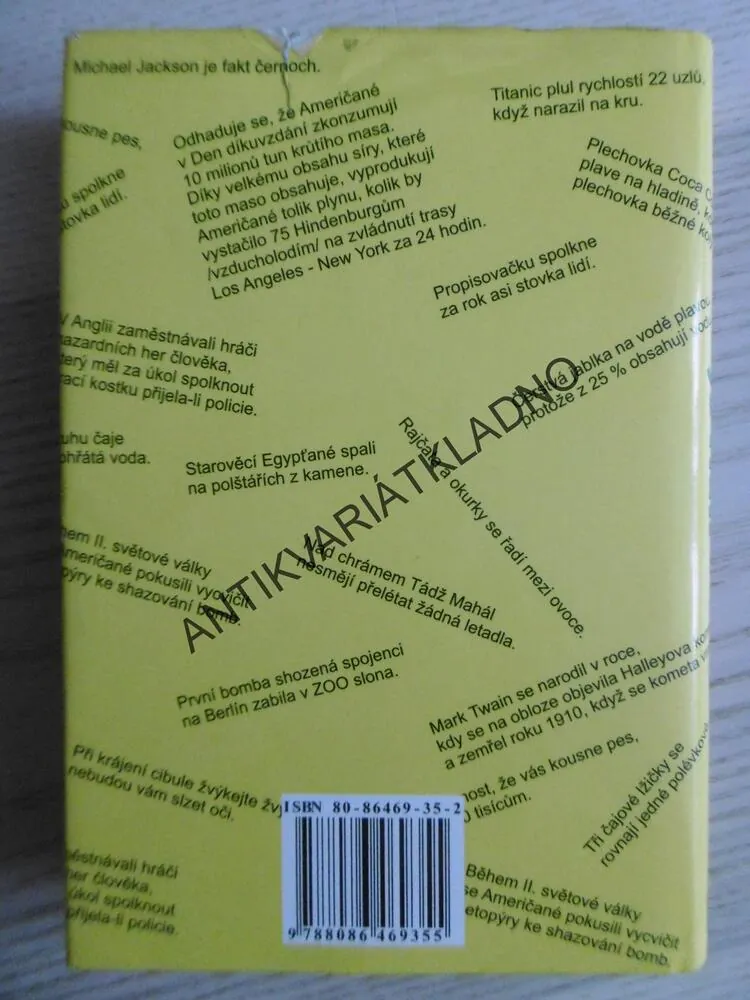 Michael Jackson je fakt černoch.
kousne pes,
spolkne
stovka lidí.
Odhaduje se, že Američané
v Den díkuvzdání zkonzumují
10 milionů tun krůtího masa.
Díky velkému obsahu síry, které
toto maso obsahuje, vyprodukují
Američané tolik plynu, kolik by
vystačilo 75 Hindenburgům
/vzducholodím/ na zvládnutí trasy
Los Angeles - New York za 24 hodin.
Titanic plul rychlostí 22 uzlů,
když narazil na kru.
Plechovka Coca
plave na hladině,
plechovka běžné
Propisovačku spolkne
za rok asi stovka lidí.
V Anglii zaměstnávali hráči
hazardních her člověka,
který měl za úkol spolknout
hrací kostku přijela-li policie.
Čerstvá jablka na vodě plavou
protože z 25 % obsahují
čaje
ohřátá voda.
Starověcí Egypťané spali
na polštářích z kamene.
Rajčata a okurky se řadí mezi ovoce.
ANTIKVARIÁTKLADNO
Nad chrámem Tádž Mahál
nesmějí přelétat žádná letadla.
hem II. světové války
Američané pokusili vycvičit
topýry ke shazování bomb.
První bomba shozená spojenci
na Berlín zabila v ZOO slona.
Mark Twain se narodil v roce,
kdy se na obloze objevila Halleyova
a zemřel roku 1910, když se kometa
Při krájení cibule žvýkejte
nebudou vám slzet oči.
nost, že vás kousne pes,
tisícům.
Tři čajové lžičky se
rovnají jedné polévkové
ISBN 80-86469-35-2
9 788086 469355
ěstnávali hráči
her člověka,
úkol spolknout
přijela-li policie.
Během II. světové války
se Američané pokusili vycvičit
etopýry ke shazování bomb.